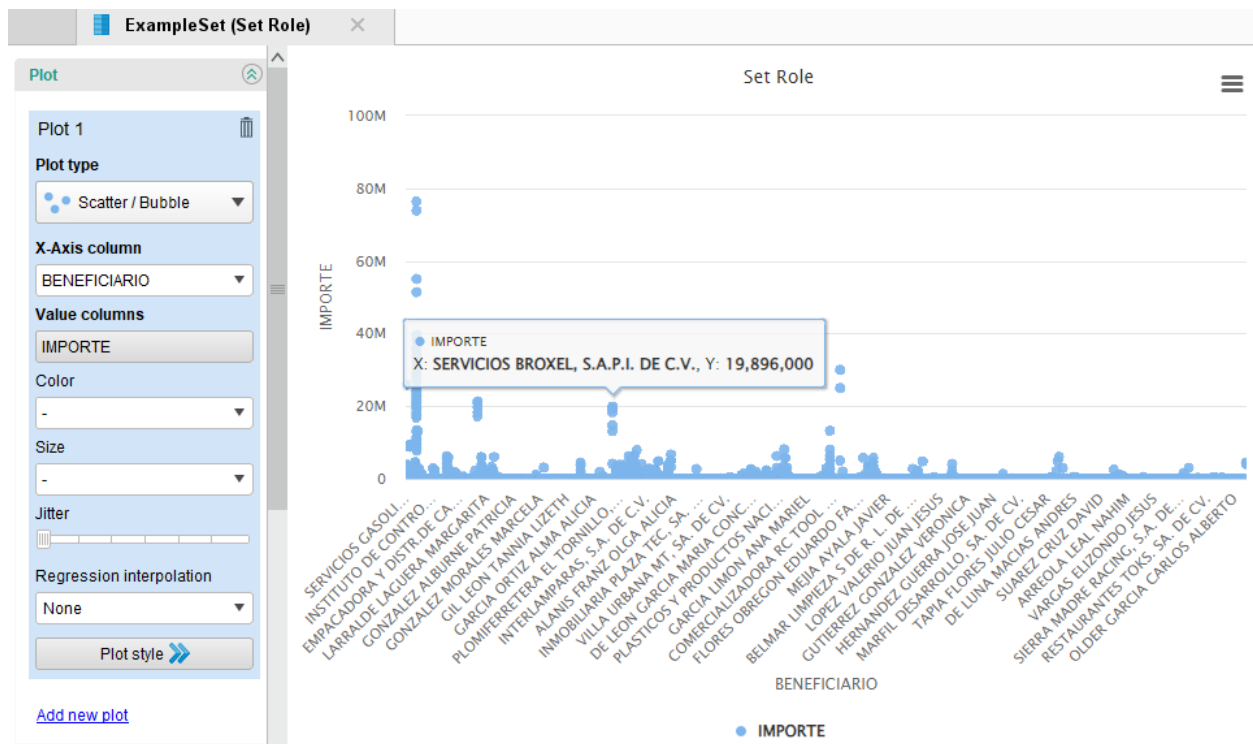 ExampleSet (Set Role)
Plot
Plot 1
Plot type
Scatter / Bubble
X-Axis column
BENEFICIARIO
Value columns
IMPORTE
Color
-
Size
-
Jitter
Regression interpolation
None
Plot style
Add new plot
Set Role
100M
80M
60M
40M
20M
0
IMPORTE
IMPORTE
X: SERVICIOS BROXEL, S.A.P.I. DE C.V., Y: 19,896,000
SERVICIOS GASOLI...
INSTITUTO DE CONTRO...
EMPACADORA Y DISTR.DE CA...
LARRALDE LAGUERA MARGARITA
GONZALEZ ALBURNE PATRICIA
GONZALEZ MORALES MARCELA
GIL LEON TANNIA LIZETH
GARCIA ORTIZ ALMA ALICIA
PLOMIFERRETERA EL TORNILLO...
INTERLAMPARAS, S.A. DE C.V.
ALANIS FRANZ OLGA ALICIA
INMOBILIARIA PLAZA TEC, SA. ...
VILLA URBANA MT, SA. DE CV.
DE LEON GARCIA MARIA CONC...
PLASTICOS Y PRODUCTOS NACI...
GARCIA LIMON ANA MARIEL
COMERCIALIZADORA RC TOOL ...
FLORES OBREGON EDUARDO FA...
MEJIA AYALA JAVIER
BELMAR LIMPIEZA S DE R. L. DE ...
LOPEZ VALERIO JUAN JESUS
GUTIERREZ GONZALEZ VERONICA
HERNANDEZ GUERRA JOSE JUAN
MARFIL DESARROLLO, SA. DE CV.
TAPIA FLORES JULIO CESAR
DE LUNA MACIAS ANDRES
SUAREZ CRUZ DAVID
ARREOLA LEAL NAHIM
VARGAS ELIZONDO JESUS
SIERRA MADRE RACING, S.A. DE...
RESTAURANTES TOKS. SA. DE CV.
OLDER GARCIA CARLOS ALBERTO
BENEFICIARIO
IMPORTE